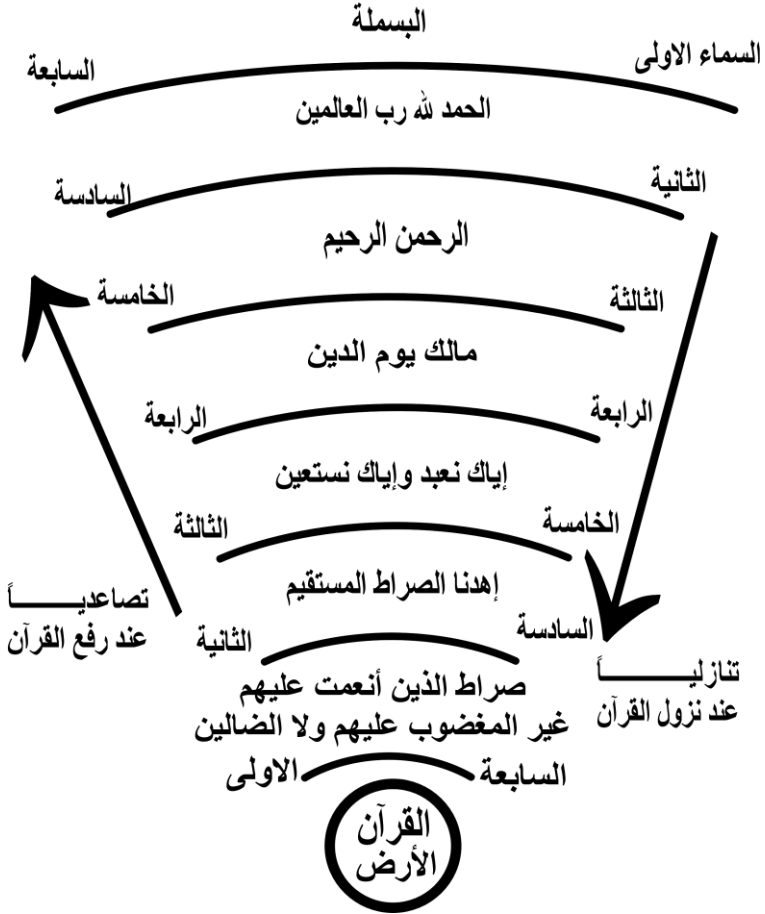 البسملة
السماء الاولى
السابعة
الحمد لله رب العالمين
الثانية
السادسة
الرحمن الرحيم
الثالثة
الخامسة
مالك يوم الدين
الرابعة
الرابعة
إياك نعبد وإياك نستعين
الخامسة
الثالثة
إهدنا الصراط المستقيم
السادسة
الثانية
تنازليــــــــاً
عند نزول القرآن
تصاعديــــــــاً
عند رفع القرآن
صراط الذين أنعمت عليهم
غير المغضوب عليهم ولا الضالين
السابعة
الاولى
القرآن
الأرض